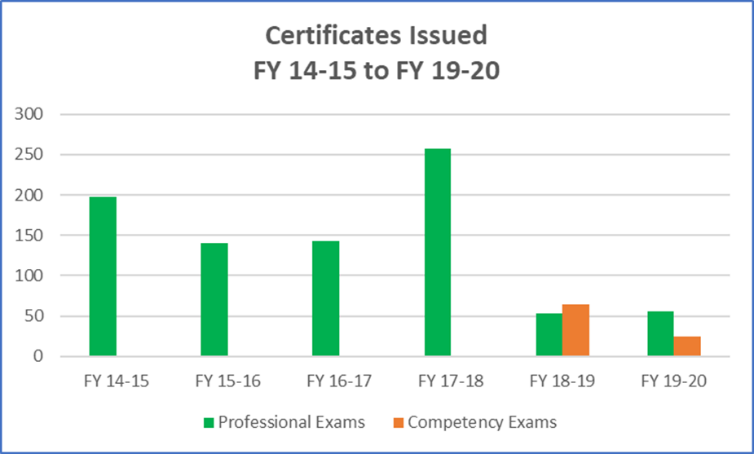 Certificates Issued
FY 14-15 to FY 19-20
300
250
200
150
100
50
0
FY 14-15 FY 15-16 FY 16-17 FY 17-18 FY 18-19 FY 19-20
Professional Exams Competency Exams